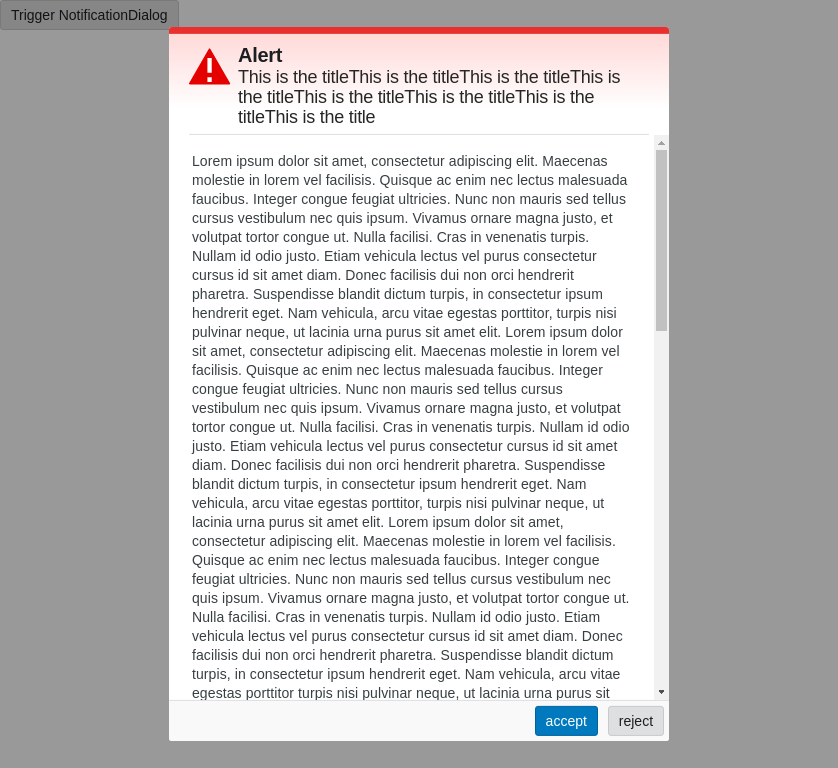 Trigger NotificationDialog
Alert
This is the titleThis is the titleThis is the titleThis is
the titleThis is the titleThis is the titleThis is the
titleThis is the title
Lorem ipsum dolor sit amet, consectetur adipiscing elit. Maecenas
molestie in lorem vel facilisis. Quisque ac enim nec lectus malesuada
faucibus. Integer congue feugiat ultricies. Nunc non mauris sed tellus
cursus vestibulum nec quis ipsum. Vivamus ornare magna justo, et
volutpat tortor congue ut. Nulla facilisi. Cras in venenatis turpis.
Nullam id odio justo. Etiam vehicula lectus vel purus consectetur
cursus id sit amet diam. Donec facilisis dui non orci hendrerit
pharetra. Suspendisse blandit dictum turpis, in consectetur ipsum
hendrerit eget. Nam vehicula, arcu vitae egestas porttitor, turpis nisi
pulvinar neque, ut lacinia urna purus sit amet elit. Lorem ipsum dolor
sit amet, consectetur adipiscing elit. Maecenas molestie in lorem vel
facilisis. Quisque ac enim nec lectus malesuada faucibus. Integer
congue feugiat ultricies. Nunc non mauris sed tellus cursus
vestibulum nec quis ipsum. Vivamus ornare magna justo, et volutpat
tortor congue ut. Nulla facilisi. Cras in venenatis turpis. Nullam id odio
justo. Etiam vehicula lectus vel purus consectetur cursus id sit amet
diam. Donec facilisis dui non orci hendrerit pharetra. Suspendisse
blandit dictum turpis, in consectetur ipsum hendrerit eget. Nam
vehicula, arcu vitae egestas porttitor, turpis nisi pulvinar neque, ut
lacinia urna purus sit amet elit. Lorem ipsum dolor sit amet,
consectetur adipiscing elit. Maecenas molestie in lorem vel facilisis.
Quisque ac enim nec lectus malesuada faucibus. Integer congue
feugiat ultricies. Nunc non mauris sed tellus cursus vestibulum nec
quis ipsum. Vivamus ornare magna justo, et volutpat tortor congue ut.
Nulla facilisi. Cras in venenatis turpis. Nullam id odio justo. Etiam
vehicula lectus vel purus consectetur cursus id sit amet diam. Donec
facilisis dui non orci hendrerit pharetra. Suspendisse blandit dictum
turpis, in consectetur ipsum hendrerit eget. Nam vehicula, arcu vitae
egestas porttitor turpis nisi pulvinar neque, ut lacinia urna purus sit
accept
reject